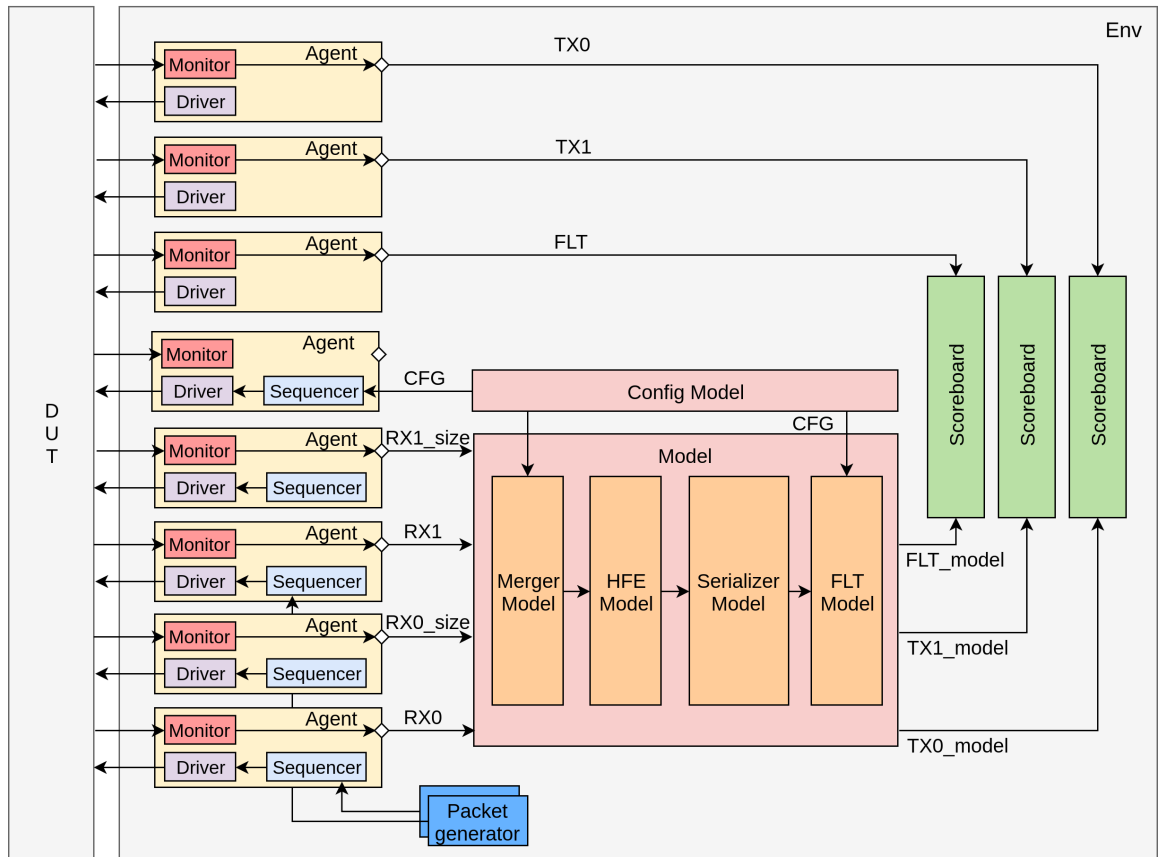 Env
TX0
Agent
Monitor
Driver
TX1
Agent
Monitor
Driver
FLT
Agent
Monitor
Driver
Agent
Monitor
Driver
Sequencer
CFG
Config Model
CFG
D
U
T
Scoreboard
Scoreboard
Scoreboard
Agent
Monitor
Driver
Sequencer
RX1_size
Model
Agent
Monitor
Driver
Sequencer
RX1
Merger
Model
HFE
Model
Serializer
Model
FLT
Model
FLT_model
Agent
Monitor
Driver
Sequencer
RX0_size
TX1_model
Agent
Monitor
Driver
Sequencer
RX0
TX0_model
Packet
generator